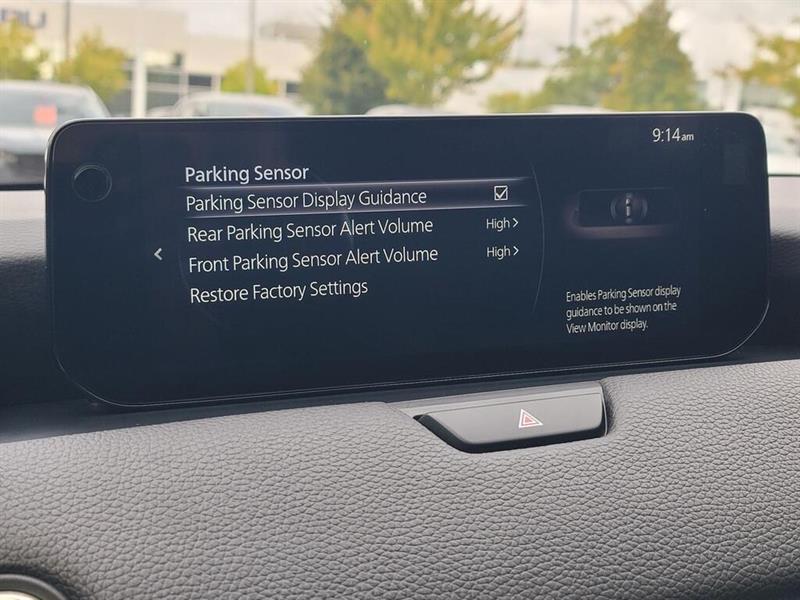 9:14am
Parking Sensor
Parking Sensor Display Guidance
Rear Parking Sensor Alert Volume High
Front Parking Sensor Alert Volume High
Restore Factory Settings
Enables Parking Sensor display
guidance to be shown on the
View Monitor display.